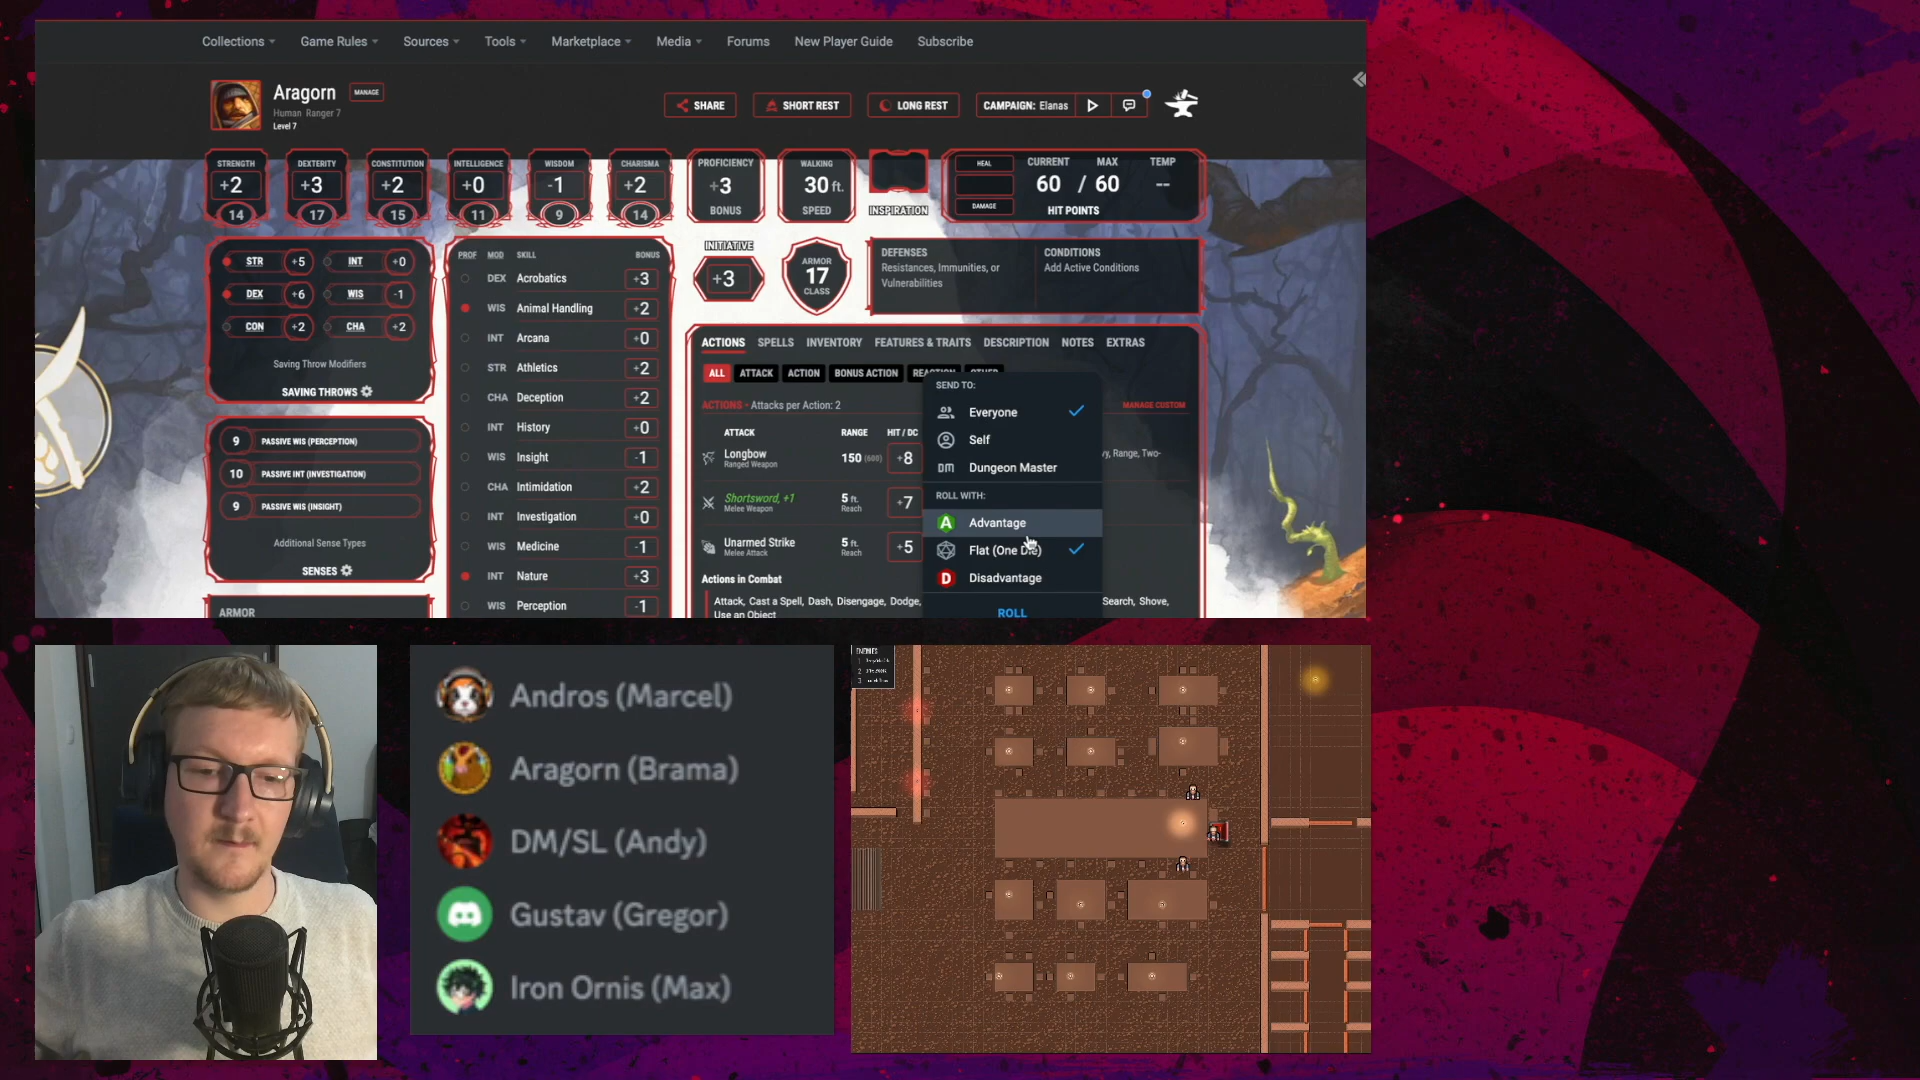 Collections Game Rules Sources Tools Marketplace Media Forums New Player Guide Subscribe
Aragorn MANAGE
Human Ranger 7
Level 7
SHARE SHORT REST LONG REST CAMPAIGN: Elanas
STRENGTH DEXTERITY CONSTITUTION INTELLIGENCE WISDOM CHARISMA
+2 +3 +2 +0 -1 +2
14 17 15 11 9 14
PROFICIENCY
+3
BONUS
WALKING
30 ft.
SPEED
INSPIRATION
HEAL
DAMAGE
CURRENT MAX TEMP
60 / 60 --
HIT POINTS
STR +5 INT +0
DEX +6 WIS -1
CON +2 CHA +2
Saving Throw Modifiers
SAVING THROWS
9 PASSIVE WIS (PERCEPTION)
10 PASSIVE INT (INVESTIGATION)
9 PASSIVE WIS (INSIGHT)
Additional Sense Types
SENSES
ARMOR
PROF MOD SKILL BONUS
DEX Acrobatics +3
WIS Animal Handling +2
INT Arcana +0
STR Athletics +2
CHA Deception +2
INT History +0
WIS Insight -1
CHA Intimidation +2
INT Investigation +0
WIS Medicine -1
INT Nature +3
WIS Perception -1
INITIATIVE
+3
ARMOR
17
CLASS
DEFENSES
Resistances, Immunities, or
Vulnerabilities
CONDITIONS
Add Active Conditions
ACTIONS SPELLS INVENTORY FEATURES & TRAITS DESCRIPTION NOTES EXTRAS
ALL ATTACK ACTION BONUS ACTION REACTION OTHER
ACTIONS • Attacks per Action: 2 MANAGE CUSTOM
ATTACK RANGE HIT / DC
Longbow 150 (600) +8
Ranged Weapon
vy, Range, Two-
Shortsword, +1 5 ft. +7
Melee Weapon Reach
Unarmed Strike 5 ft. +5
Melee Attack Reach
Actions in Combat
Attack, Cast a Spell, Dash, Disengage, Dodge, Search, Shove,
Use an Object
SEND TO:
Everyone
Self
DM Dungeon Master
ROLL WITH:
A Advantage
Flat (One Die)
D Disadvantage
ROLL
Andros (Marcel)
Aragorn (Brama)
DM/SL (Andy)
Gustav (Gregor)
Iron Ornis (Max)
ENEMIES